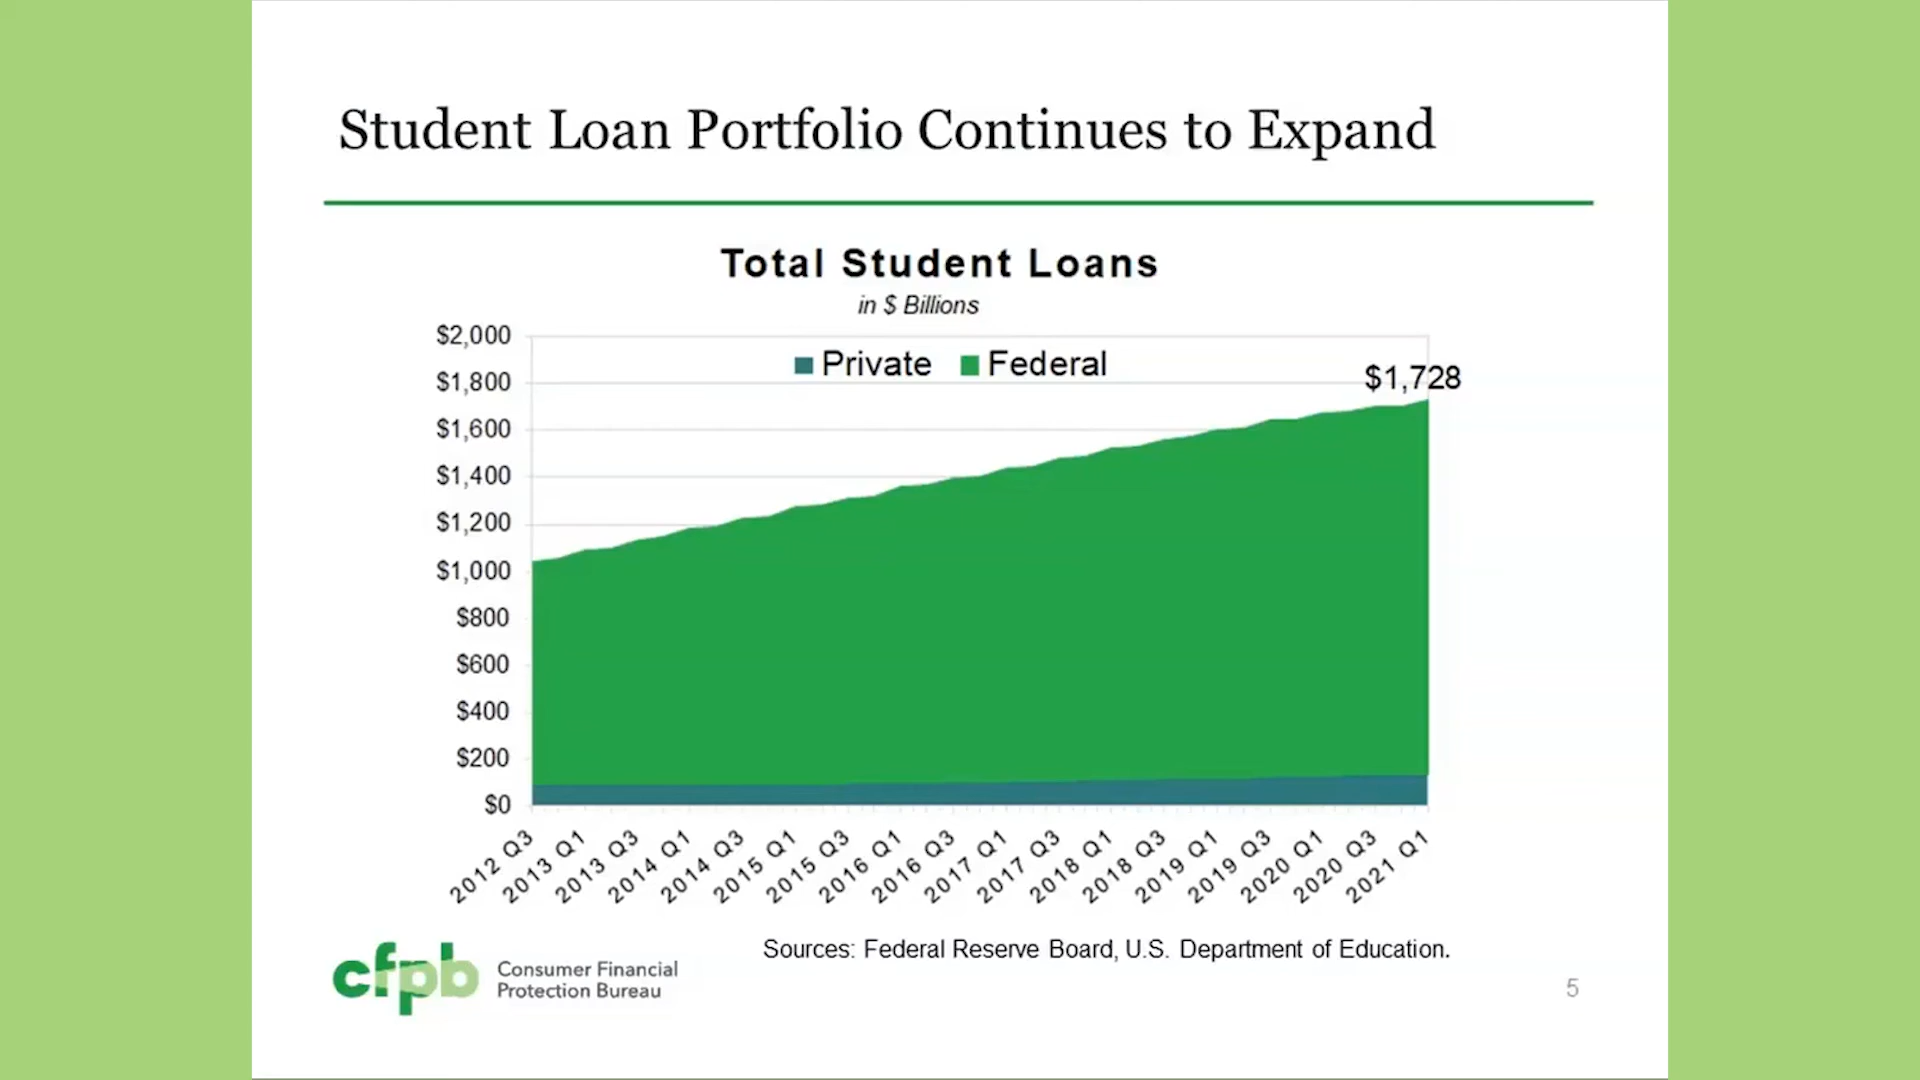 Student Loan Portfolio Continues to Expand
Total Student Loans
in $ Billions
Private Federal
$1,728
$2,000
$1,800
$1,600
$1,400
$1,200
$1,000
$800
$600
$400
$200
$0
2012 Q3
2013 Q1
2013 Q3
2014 Q1
2014 Q3
2015 Q1
2015 Q3
2016 Q1
2016 Q3
2017 Q1
2017 Q3
2018 Q1
2018 Q3
2019 Q1
2019 Q3
2020 Q1
2020 Q3
2021 Q1
Sources: Federal Reserve Board, U.S. Department of Education.
cfpb
Consumer Financial
Protection Bureau
5